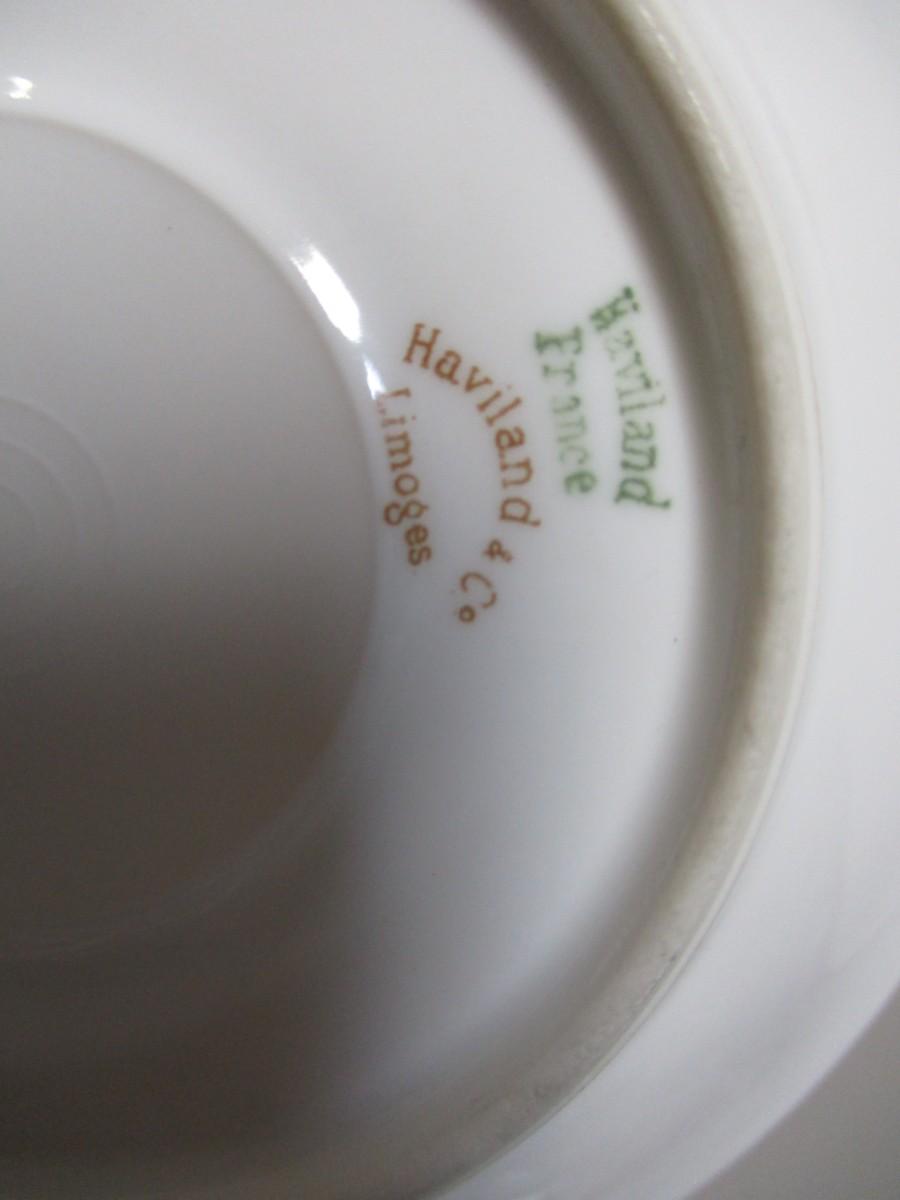 Haviland
France
Haviland & Co
Limoges